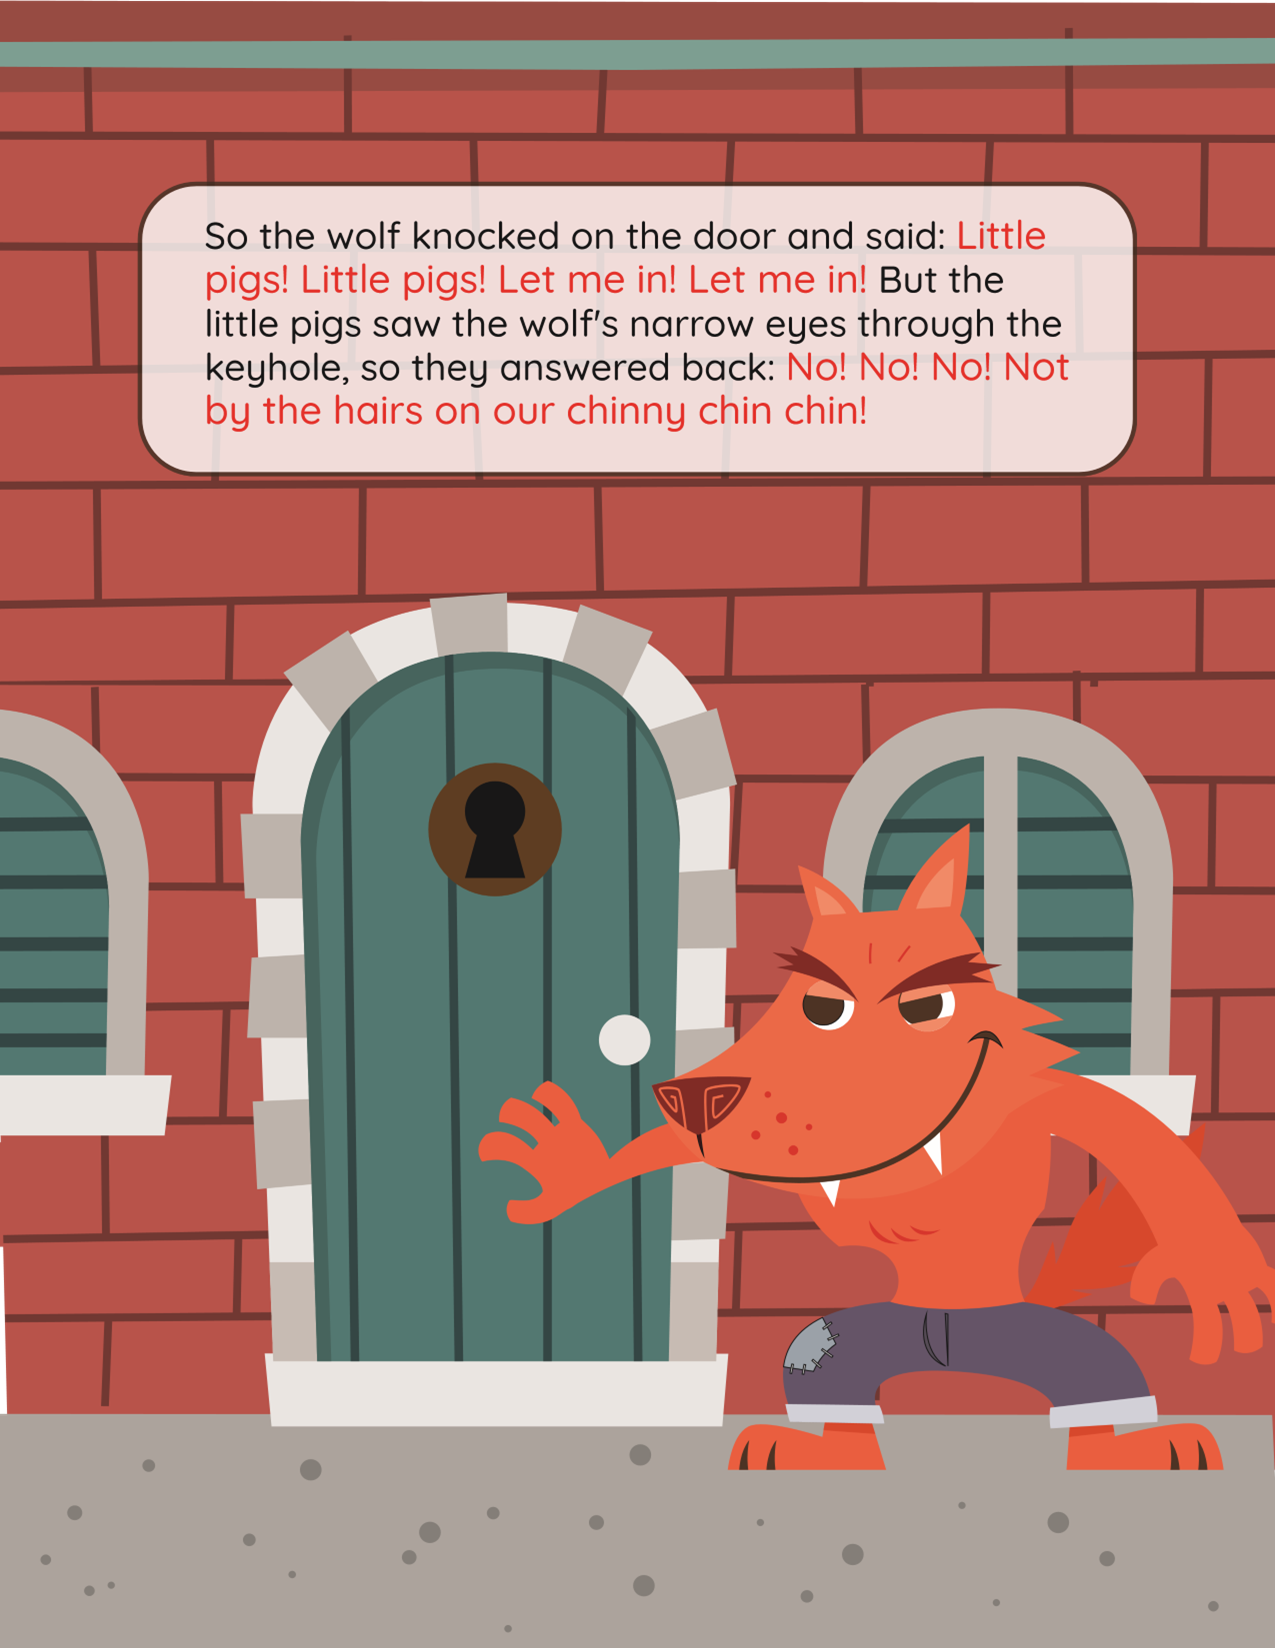 So the wolf knocked on the door and said: Little
pigs! Little pigs! Let me in! Let me in! But the
little pigs saw the wolf's narrow eyes through the
keyhole, so they answered back: No! No! No! Not
by the hairs on our chinny chin chin!